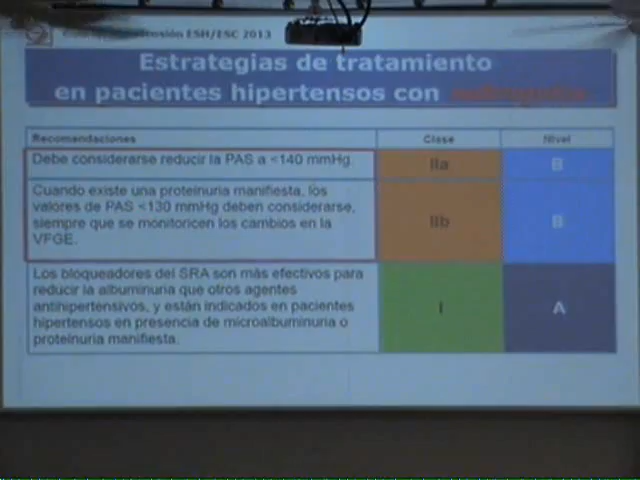 ESH/ESC 2013
Estrategias de tratamiento
en pacientes hipertensos con
Recomendaciones Clase Nivel
Debe considerarse reducir la PAS a <140 mmHg. IIa B
Cuando existe una proteinuria manifiesta, los
valores de PAS <130 mmHg deben considerarse,
siempre que se monitoricen los cambios en la
VFGE.
IIb B
Los bloqueadores del SRA son más efectivos para
reducir la albuminuria que otros agentes
antihipertensivos, y están indicados en pacientes
hipertensos en presencia de microalbuminuria o
proteinuria manifiesta.
I A